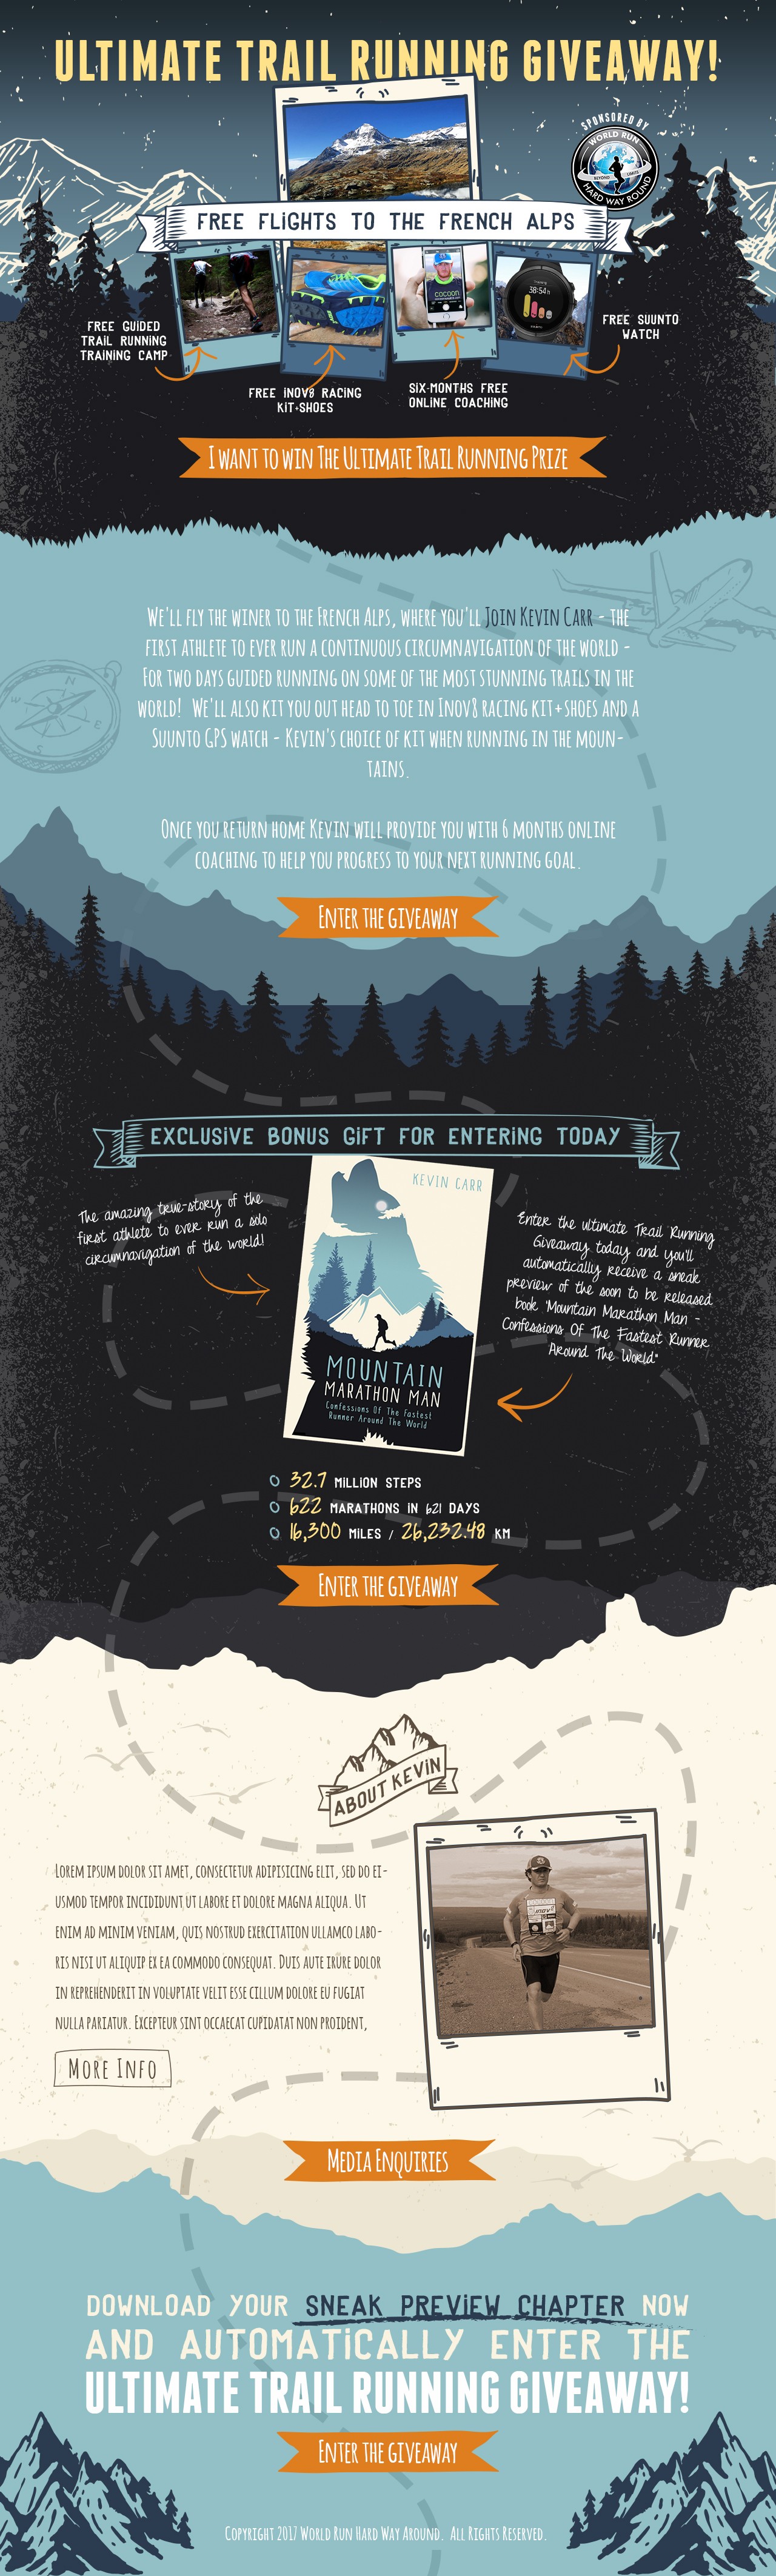 ULTIMATE TRAIL RUNNING GIVEAWAY!
SPONSORED BY
WORLD RUN
BEYOND LIMITS
HARD WAY ROUND
FREE FLIGHTS TO THE FRENCH ALPS
cocoon
38:54
FREE GUIDED
TRAIL RUNNING
TRAINING CAMP
FREE INOV8 RACING
KIT+SHOES
SIX-MONTHS FREE
ONLINE COACHING
FREE SUUNTO
WATCH
I WANT TO WIN THE ULTIMATE TRAIL RUNNING PRIZE
WE'LL FLY THE WINER TO THE FRENCH ALPS, WHERE YOU'LL JOIN KEVIN CARR - THE
FIRST ATHLETE TO EVER RUN A CONTINUOUS CIRCUMNAVIGATION OF THE WORLD -
FOR TWO DAYS GUIDED RUNNING ON SOME OF THE MOST STUNNING TRAILS IN THE
WORLD! WE'LL ALSO KIT YOU OUT HEAD TO TOE IN INOV8 RACING KIT+SHOES AND A
SUUNTO GPS WATCH - KEVIN'S CHOICE OF KIT WHEN RUNNING IN THE MOUN-
TAINS.
N
W
E
S
ONCE YOU RETURN HOME KEVIN WILL PROVIDE YOU WITH 6 MONTHS ONLINE
COACHING TO HELP YOU PROGRESS TO YOUR NEXT RUNNING GOAL.
ENTER THE GIVEAWAY
EXCLUSIVE BONUS GIFT FOR ENTERING TODAY
The amazing true-story of the
first athlete to ever run a solo
circumnavigation of the world!
KEVIN CARR
MOUNTAIN
MARATHON MAN
Confessions Of The Fastest
Runner Around The World
Enter the ultimate Trail Running
Giveaway today and you'll
automatically receive a sneak
preview of the soon to be released
book 'Mountain Marathon Man -
Confessions Of The Fastest Runner
Around The World"
32.7 MILLION STEPS
622 MARATHONS IN 621 DAYS
16,300 MILES / 26,232.48 KM
ENTER THE GIVEAWAY
ABOUT KEVIN
LOREM IPSUM DOLOR SIT AMET, CONSECTETUR ADIPISICING ELIT, SED DO EI-
USMOD TEMPOR INCIDIDUNT UT LABORE ET DOLORE MAGNA ALIQUA. UT
ENIM AD MINIM VENIAM, QUIS NOSTRUD EXERCITATION ULLAMCO LABO-
RIS NISI UT ALIQUIP EX EA COMMODO CONSEQUAT. DUIS AUTE IRURE DOLOR
IN REPREHENDERIT IN VOLUPTATE VELIT ESSE CILLUM DOLORE EU FUGIAT
NULLA PARIATUR. EXCEPTEUR SINT OCCAECAT CUPIDATAT NON PROIDENT,
MORE INFO
MEDIA ENQUIRIES
DOWNLOAD YOUR SNEAK PREVIEW CHAPTER NOW
AND AUTOMATICALLY ENTER THE
ULTIMATE TRAIL RUNNING GIVEAWAY!
ENTER THE GIVEAWAY
COPYRIGHT 2017 WORLD RUN HARD WAY AROUND. ALL RIGHTS RESERVED.